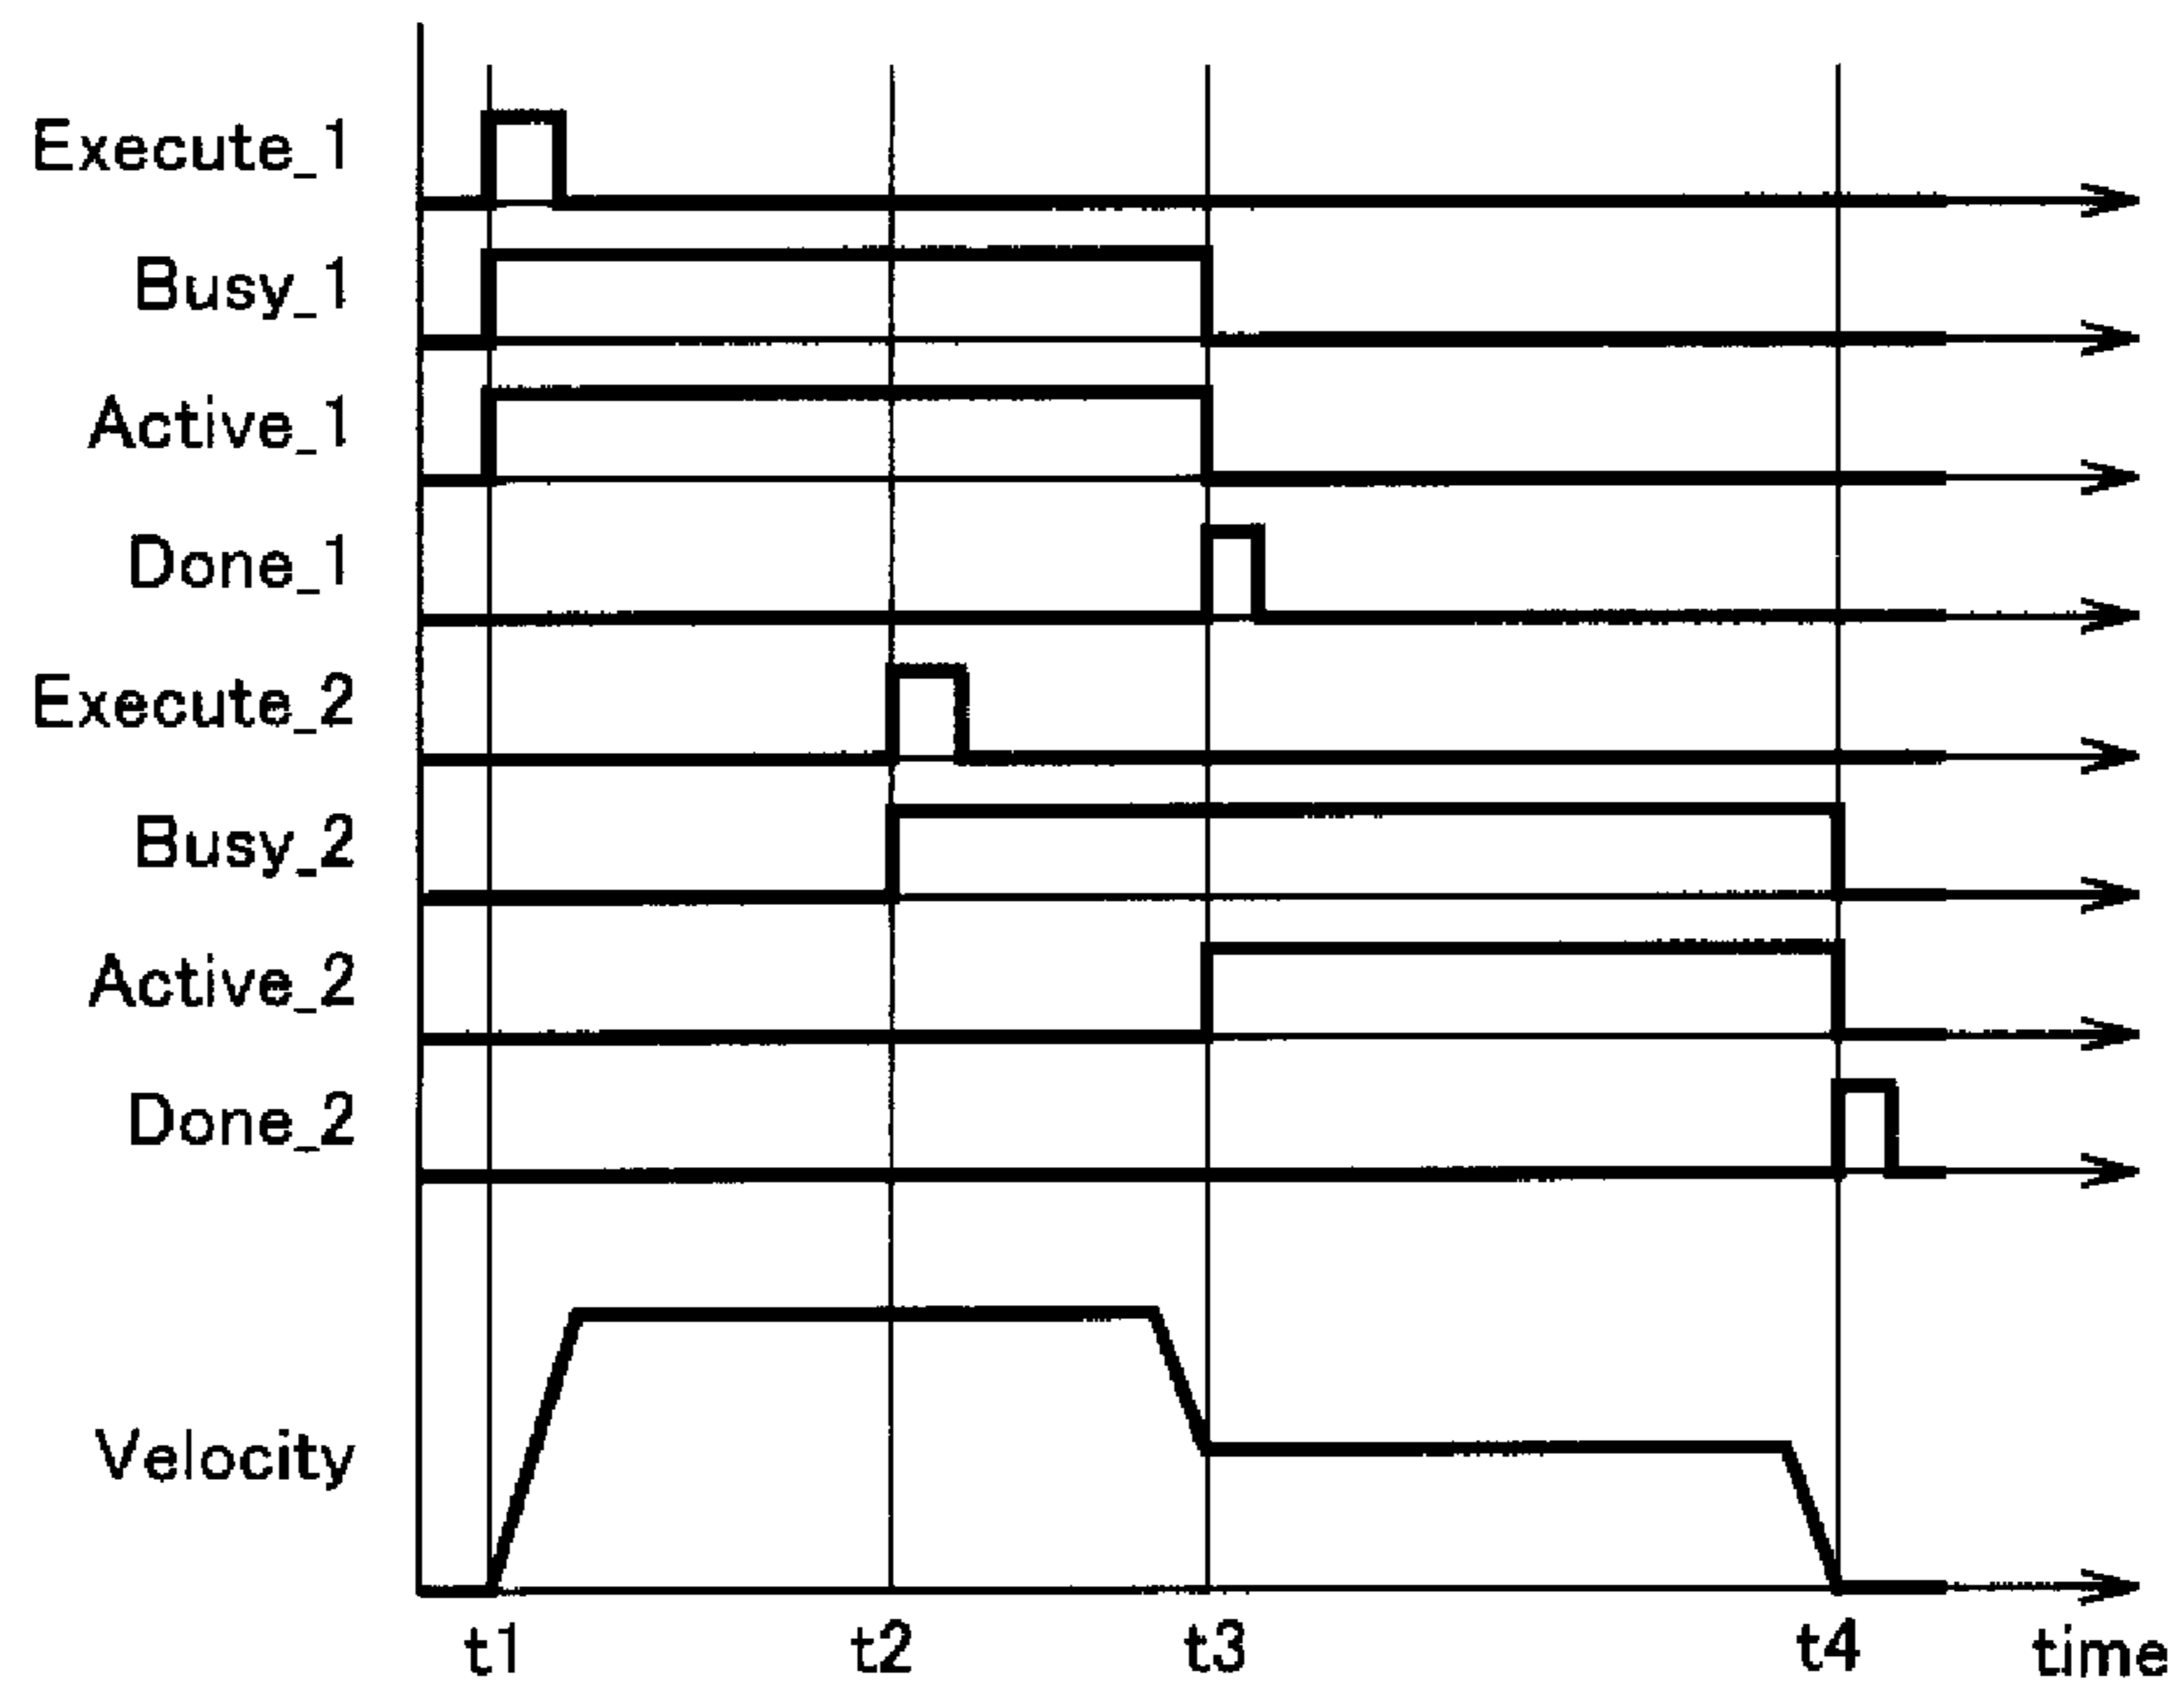 Execute_1
Busy_1
Active_1
Done_1
Execute_2
Busy_2
Active_2
Done_2
Velocity
t1 t2 t3 t4 time